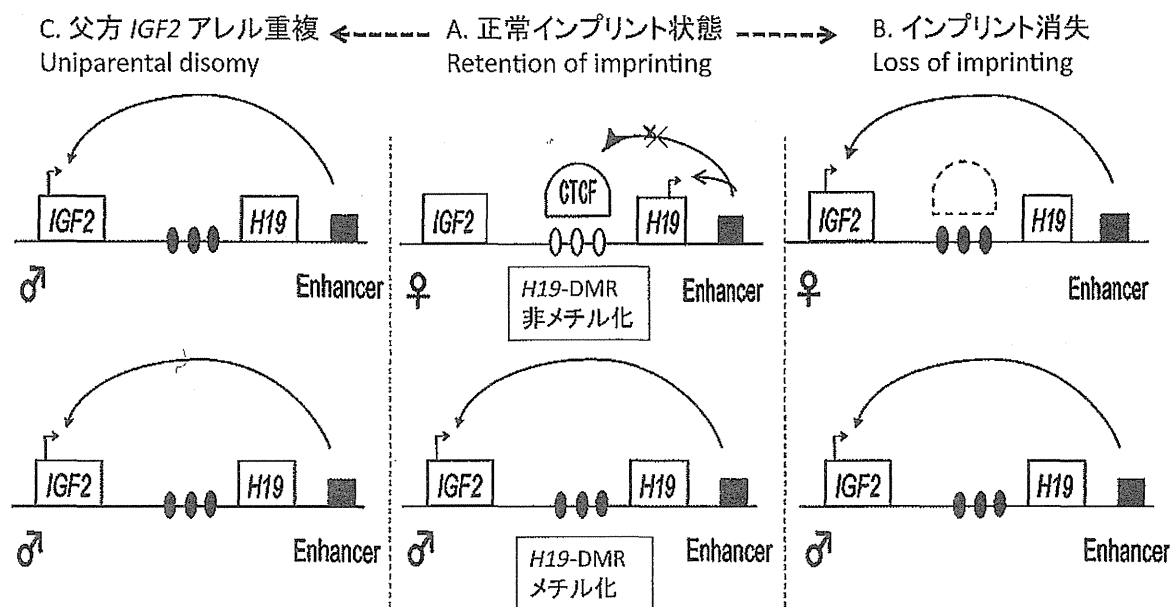 C. 父方 IGF2 アレル重複
Uniparental disomy
A. 正常インプリント状態
Retention of imprinting
B. インプリント消失
Loss of imprinting
IGF2
H19
♂
Enhancer
IGF2
CTCF
H19
♀
H19-DMR
非メチル化
Enhancer
IGF2
H19
♀
Enhancer
IGF2
H19
♂
Enhancer
IGF2
H19
♂
H19-DMR
メチル化
Enhancer
IGF2
H19
♂
Enhancer